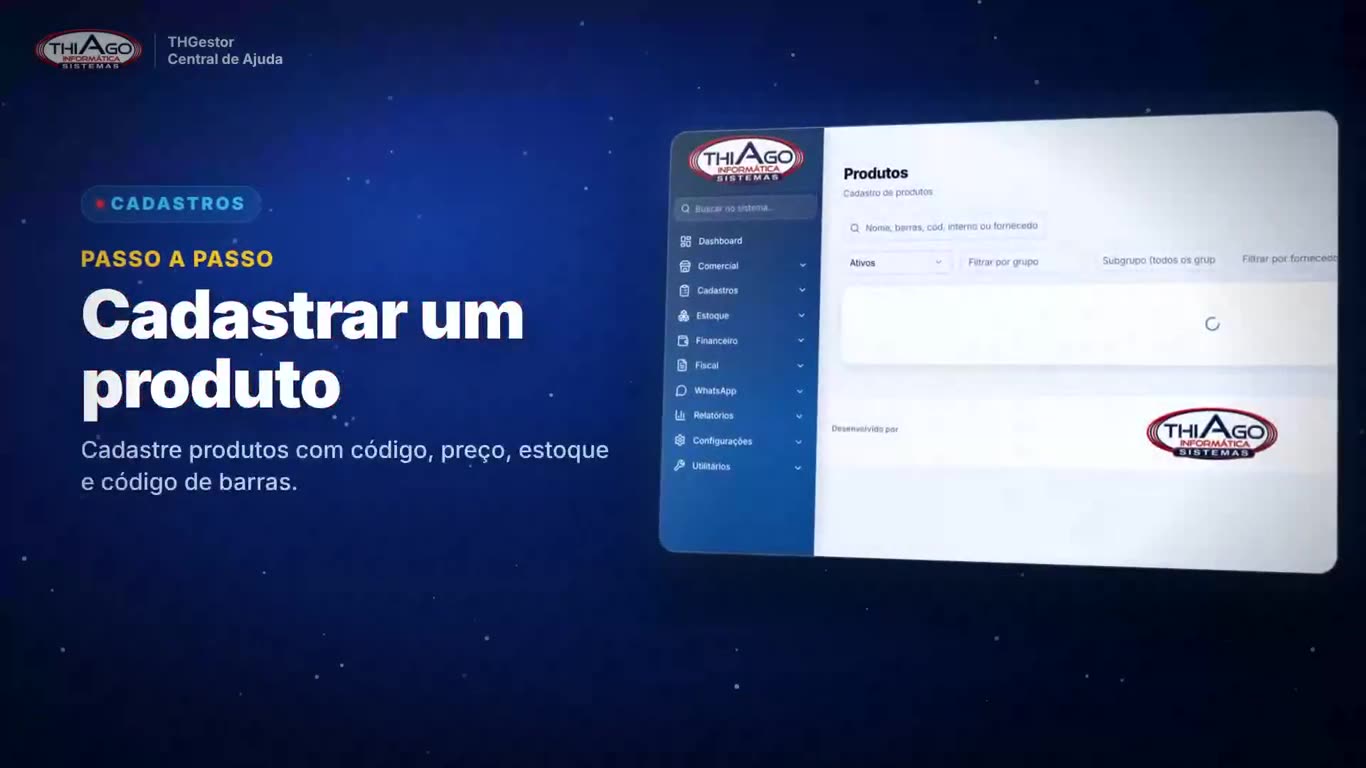 THIAGO
INFORMÁTICA
SISTEMAS
THGestor
Central de Ajuda
CADASTROS
PASSO A PASSO
Cadastrar um
produto
Cadastre produtos com código, preço, estoque
e código de barras.
THIAGO
INFORMÁTICA
SISTEMAS
Buscar no sistema...
Dashboard
Comercial
Cadastros
Estoque
Financeiro
Fiscal
WhatsApp
Relatórios
Configurações
Utilitários
Produtos
Cadastro de produtos
Nome, barras, cód. interno ou fornecedo
Ativos
Filtrar por grupo
Subgrupo (todos os grup
Filtrar por fornecedo
Desenvolvido por
THIAGO
INFORMÁTICA
SISTEMAS